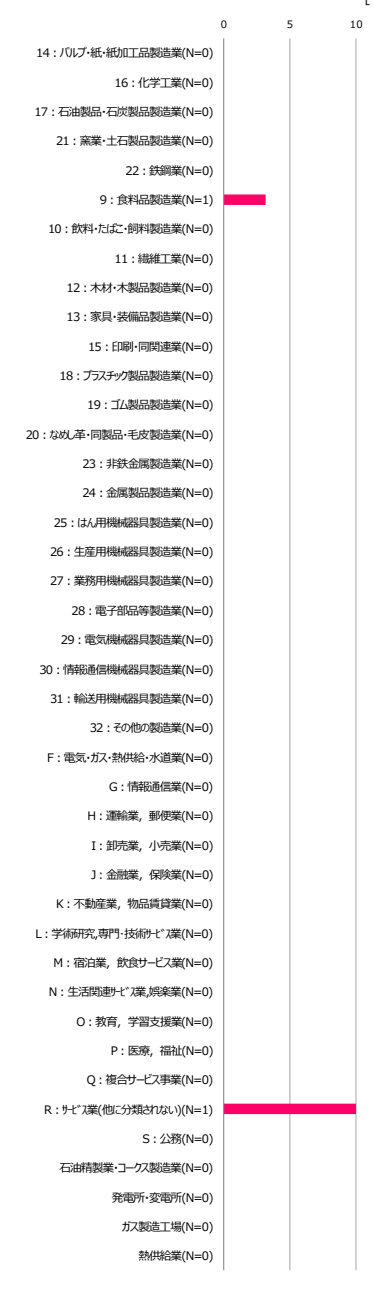 0 5 10
14：パルプ・紙・紙加工品製造業(N=0)
16：化学工業(N=0)
17：石油製品・石炭製品製造業(N=0)
21：窯業・土石製品製造業(N=0)
22：鉄鋼業(N=0)
9：食料品製造業(N=1)
10：飲料・たばこ・飼料製造業(N=0)
11：繊維工業(N=0)
12：木材・木製品製造業(N=0)
13：家具・装備品製造業(N=0)
15：印刷・同関連業(N=0)
18：プラスチック製品製造業(N=0)
19：ゴム製品製造業(N=0)
20：なめし革・同製品・毛皮製造業(N=0)
23：非鉄金属製造業(N=0)
24：金属製品製造業(N=0)
25：はん用機械器具製造業(N=0)
26：生産用機械器具製造業(N=0)
27：業務用機械器具製造業(N=0)
28：電子部品等製造業(N=0)
29：電気機械器具製造業(N=0)
30：情報通信機械器具製造業(N=0)
31：輸送用機械器具製造業(N=0)
32：その他の製造業(N=0)
F：電気・ガス・熱供給・水道業(N=0)
G：情報通信業(N=0)
H：運輸業，郵便業(N=0)
I：卸売業，小売業(N=0)
J：金融業，保険業(N=0)
K：不動産業，物品賃貸業(N=0)
L：学術研究,専門・技術ｻｰﾋﾞｽ業(N=0)
M：宿泊業，飲食サービス業(N=0)
N：生活関連ｻｰﾋﾞｽ業,娯楽業(N=0)
O：教育，学習支援業(N=0)
P：医療，福祉(N=0)
Q：複合サービス事業(N=0)
R：ｻｰﾋﾞｽ業(他に分類されない)(N=1)
S：公務(N=0)
石油精製業・コークス製造業(N=0)
発電所・変電所(N=0)
ガス製造工場(N=0)
熱供給業(N=0)